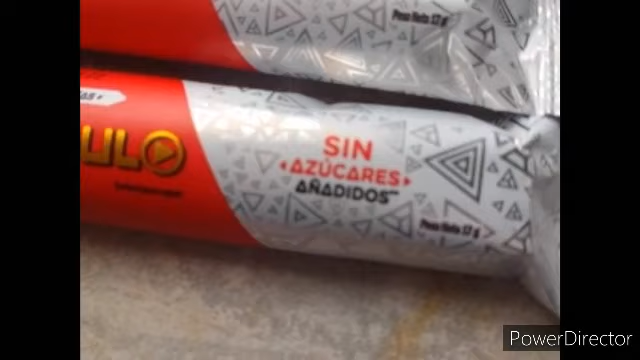 Peso Neto 17 g
ULO
SIN
AZÚCARES
AÑADIDOS
Peso Neto 17 g
PowerDirector